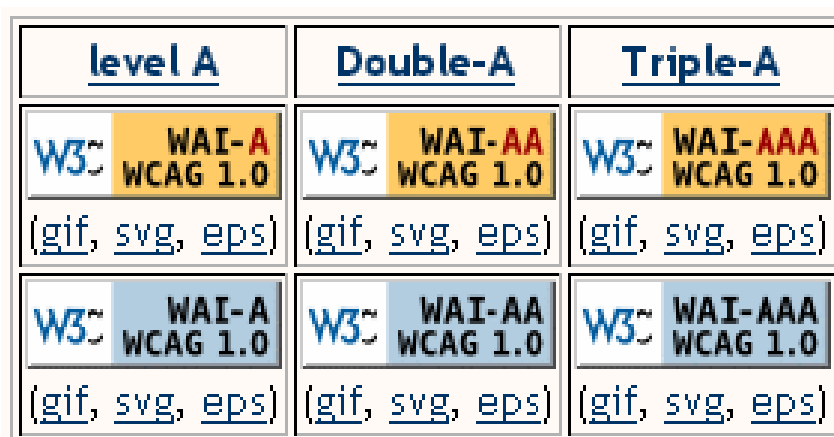 level A Double-A Triple-A
W3C WAI-A W3C WAI-AA W3C WAI-AAA
WCAG 1.0 WCAG 1.0 WCAG 1.0
(gif, svg, eps) (gif, svg, eps) (gif, svg, eps)
W3C WAI-A W3C WAI-AA W3C WAI-AAA
WCAG 1.0 WCAG 1.0 WCAG 1.0
(gif, svg, eps) (gif, svg, eps) (gif, svg, eps)